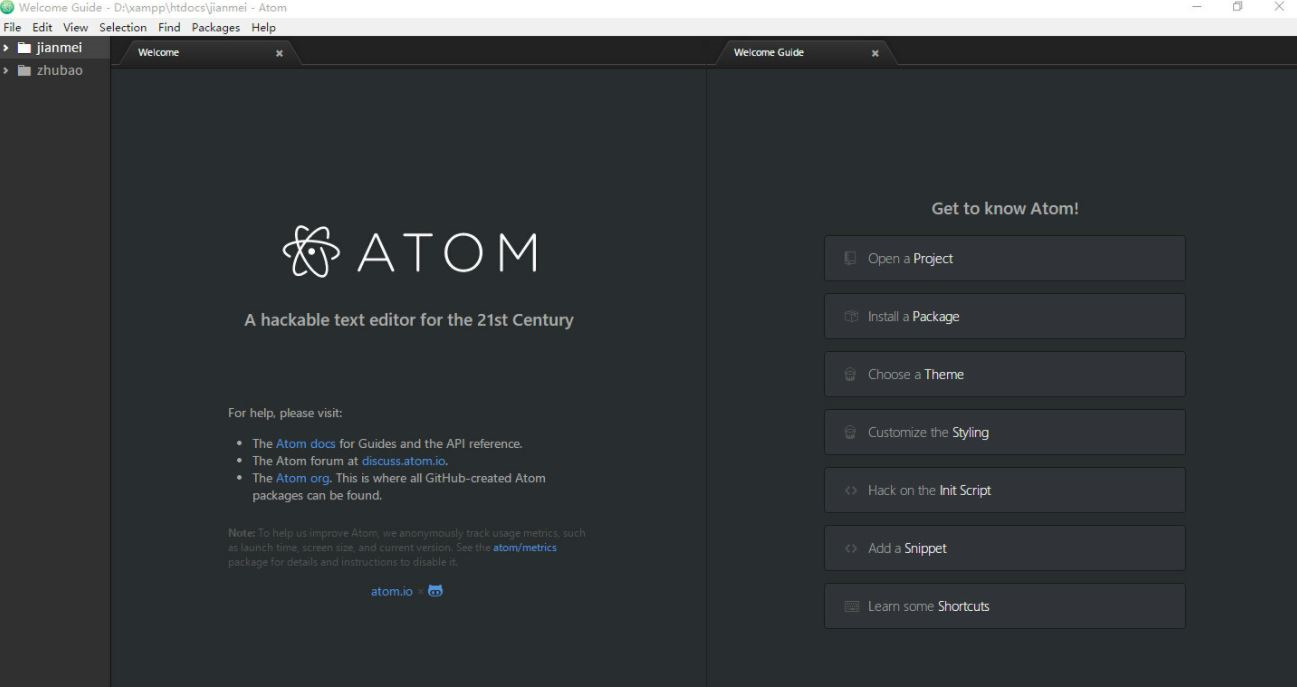 Welcome Guide - D:\xampp\htdocs\jianmei - Atom
File Edit View Selection Find Packages Help
jianmei
zhubao
Welcome
Welcome Guide
ATOM
A hackable text editor for the 21st Century
For help, please visit:
• The Atom docs for Guides and the API reference.
• The Atom forum at discuss.atom.io.
• The Atom org. This is where all GitHub-created Atom
packages can be found.
Note: To help us improve Atom, we anonymously track usage metrics, such
as launch time, screen size, and current version. See the atom/metrics
package for details and instructions to disable it.
atom.io ×
Get to know Atom!
Open a Project
Install a Package
Choose a Theme
Customize the Styling
Hack on the Init Script
Add a Snippet
Learn some Shortcuts